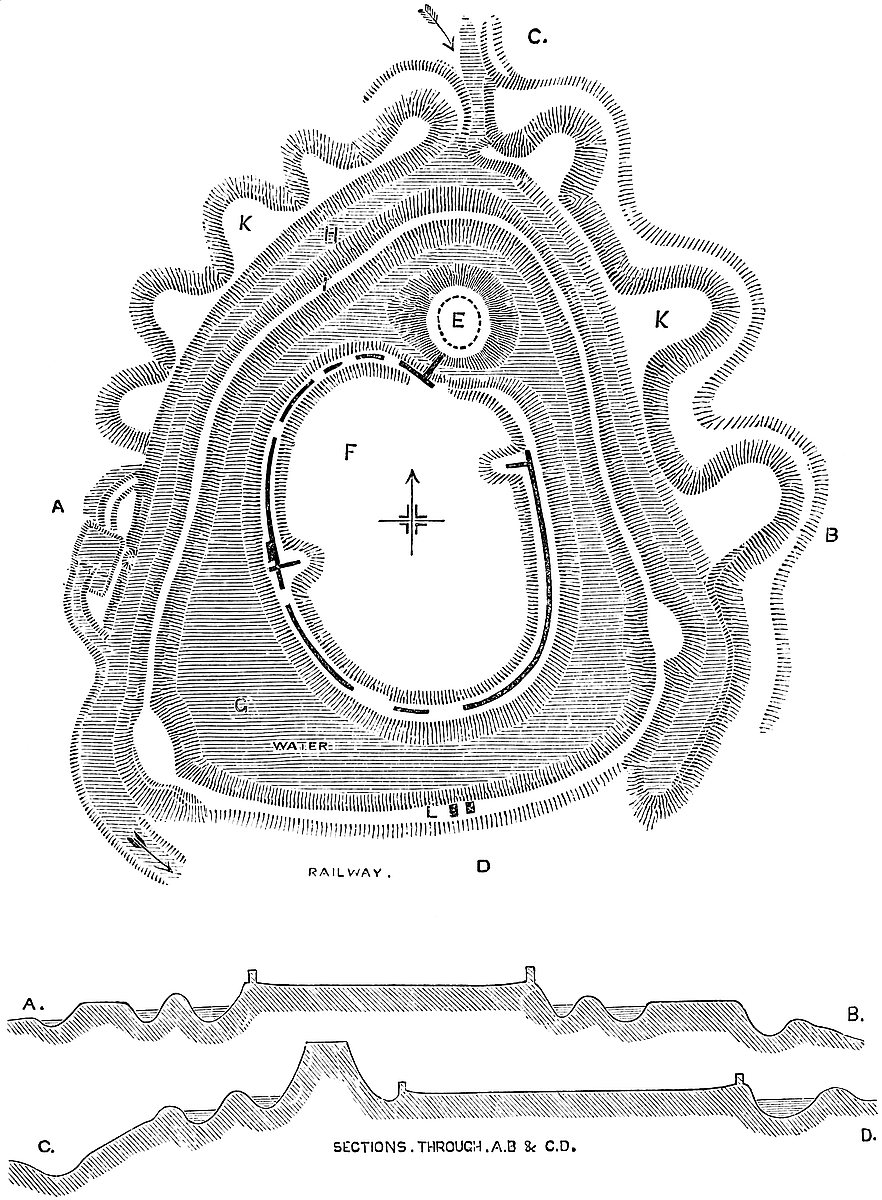 C.
K
H
I
E
K
F
A
B
G
WATER.
L
RAILWAY.
D
A.
B.
C.
SECTIONS. THROUGH. A.B & C.D.
D.